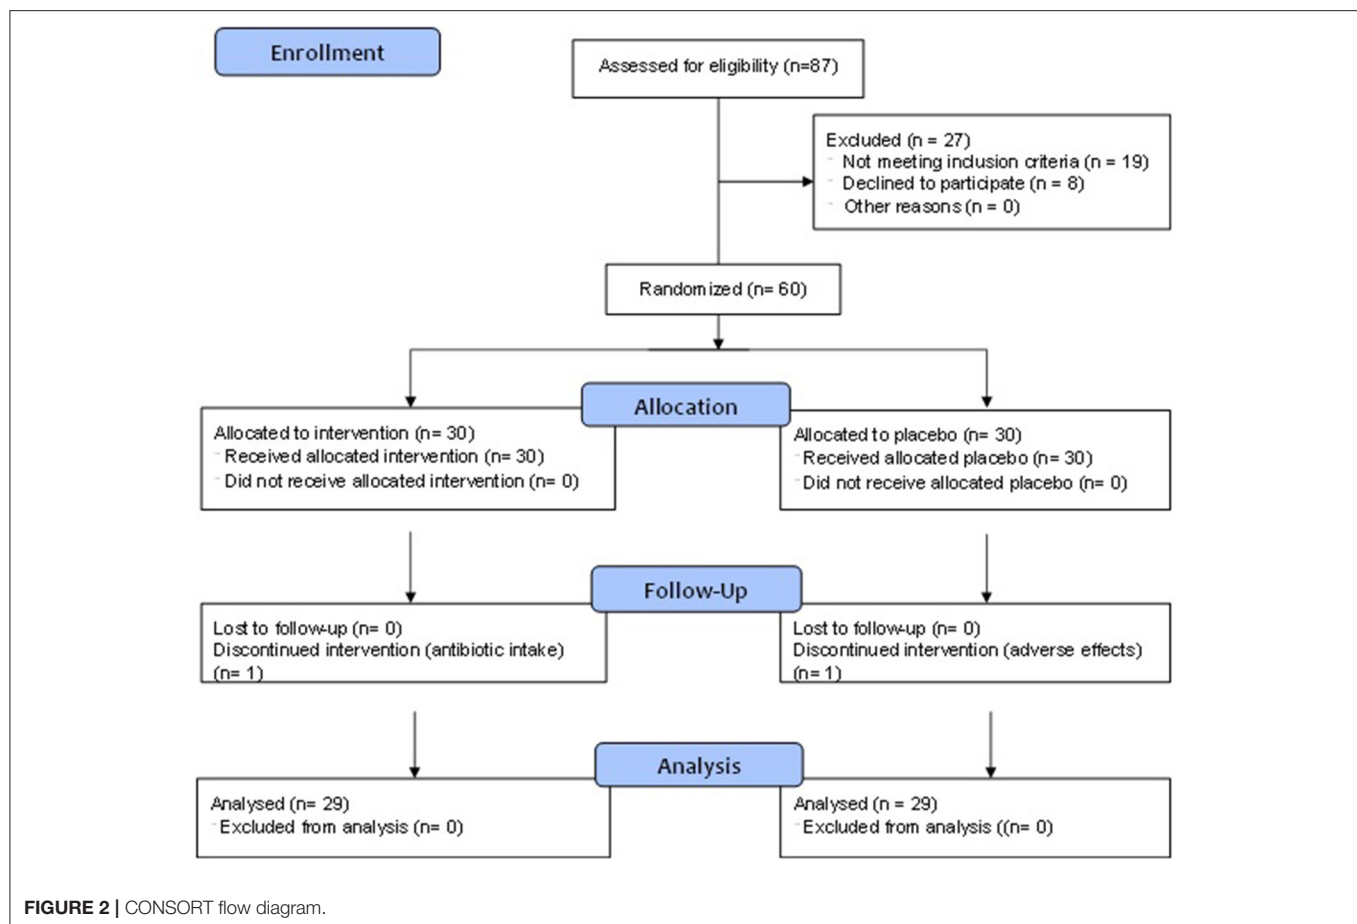 Enrollment
Assessed for eligibility (n=87)
Excluded (n = 27)
¨ Not meeting inclusion criteria (n = 19)
¨ Declined to participate (n = 8)
¨ Other reasons (n = 0)
Randomized (n= 60)
Allocation
Allocated to intervention (n= 30)
¨ Received allocated intervention (n= 30)
¨ Did not receive allocated intervention (n= 0)
Allocated to placebo (n= 30)
¨ Received allocated placebo (n= 30)
¨ Did not receive allocated placebo (n= 0)
Follow-Up
Lost to follow-up (n= 0)
Discontinued intervention (antibiotic intake)
(n= 1)
Lost to follow-up (n= 0)
Discontinued intervention (adverse effects)
(n= 1)
Analysis
Analysed (n= 29)
¨ Excluded from analysis (n= 0)
Analysed (n = 29)
¨ Excluded from analysis ((n= 0)
FIGURE 2 | CONSORT flow diagram.